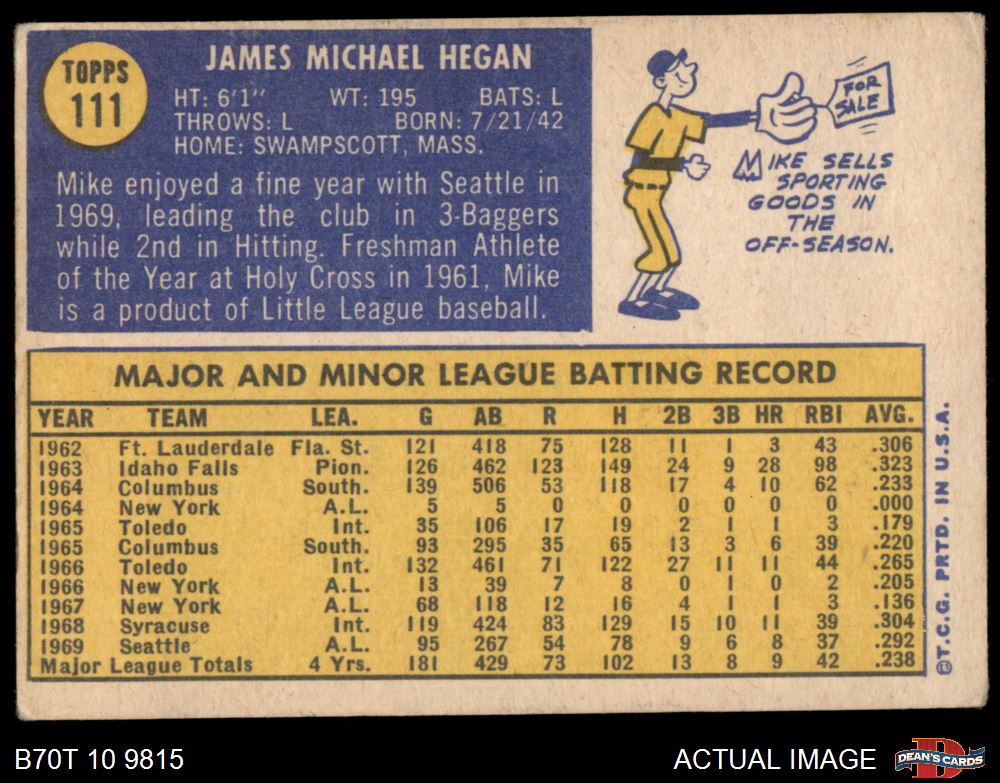 TOPPS
111
JAMES MICHAEL HEGAN
HT: 6'1" WT: 195 BATS: L
THROWS: L BORN: 7/21/42
HOME: SWAMPSCOTT, MASS.
Mike enjoyed a fine year with Seattle in
1969, leading the club in 3-Baggers
while 2nd in Hitting. Freshman Athlete
of the Year at Holy Cross in 1961, Mike
is a product of Little League baseball.
FOR
SALE
MIKE SELLS
SPORTING
GOODS IN
THE
OFF-SEASON.
MAJOR AND MINOR LEAGUE BATTING RECORD
YEAR TEAM LEA. G AB R H 2B 3B HR RBI AVG.
1962 Ft. Lauderdale Fla. St. 121 418 75 128 11 1 3 43 .306
1963 Idaho Falls Pion. 126 462 123 149 24 9 28 98 .323
1964 Columbus South. 139 506 53 118 17 4 10 62 .233
1964 New York A.L. 5 5 0 0 0 0 0 0 .000
1965 Toledo Int. 35 106 17 19 2 1 1 3 .179
1965 Columbus South. 93 295 35 65 13 3 6 39 .220
1966 Toledo Int. 132 461 71 122 27 11 11 44 .265
1966 New York A.L. 13 39 7 8 0 1 0 2 .205
1967 New York A.L. 68 118 12 16 4 1 1 3 .136
1968 Syracuse Int. 119 424 83 129 15 10 11 39 .304
1969 Seattle A.L. 95 267 54 78 9 6 8 37 .292
Major League Totals 4 Yrs. 181 429 73 102 13 8 9 42 .238
©T.C.G. PRTD. IN U.S.A.
B70T 10 9815
ACTUAL IMAGE
D
DEAN'S CARDS